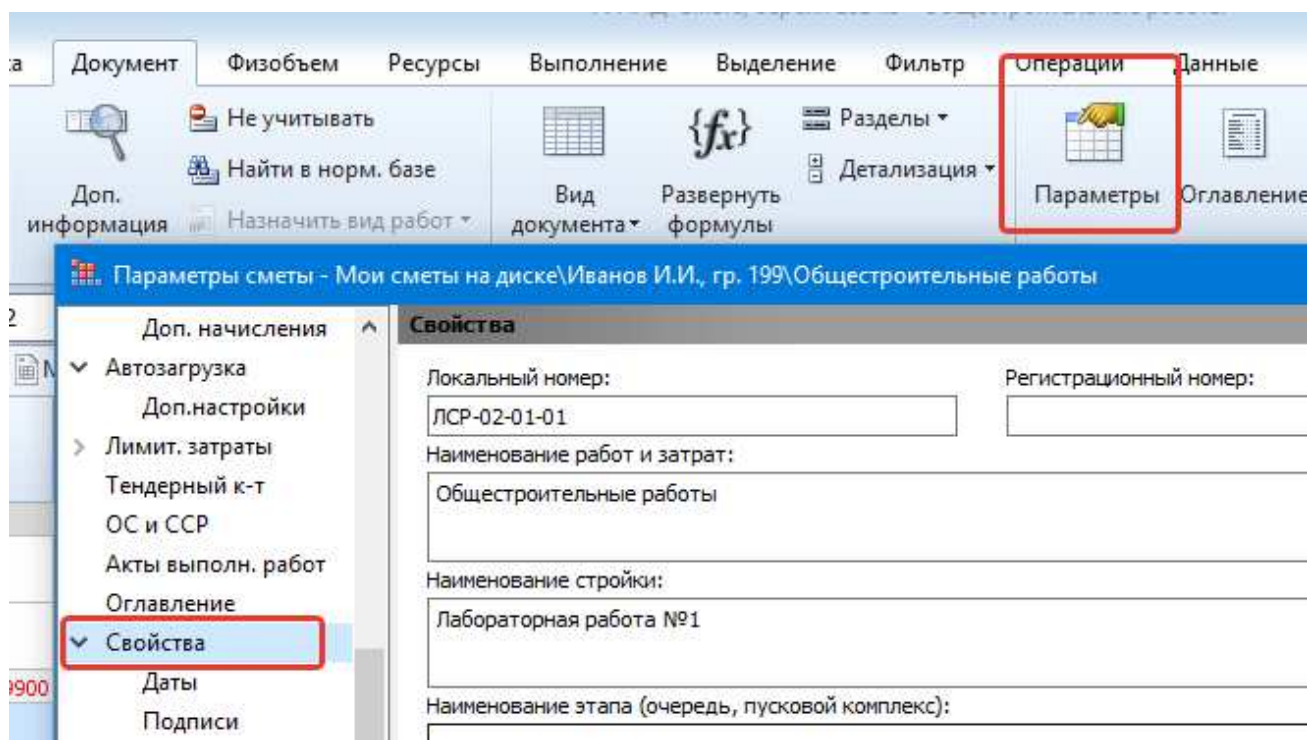 Документ Физобъем Ресурсы Выполнение Выделение Фильтр Операции Данные
Не учитывать
Разделы
Найти в норм. базе
Детализация
Доп. информация
Вид документа
Развернуть формулы
Параметры
Оглавление
Назначить вид работ
Параметры сметы - Мои сметы на диске\Иванов И.И., гр. 199\Общестроительные работы
Доп. начисления
Автозагрузка
Доп.настройки
Лимит. затраты
Тендерный к-т
ОС и ССР
Акты выполн. работ
Оглавление
Свойства
Даты
Подписи
9900
Свойства
Локальный номер:
Регистрационный номер:
ЛСР-02-01-01
Наименование работ и затрат:
Общестроительные работы
Наименование стройки:
Лабораторная работа №1
Наименование этапа (очередь, пусковой комплекс):